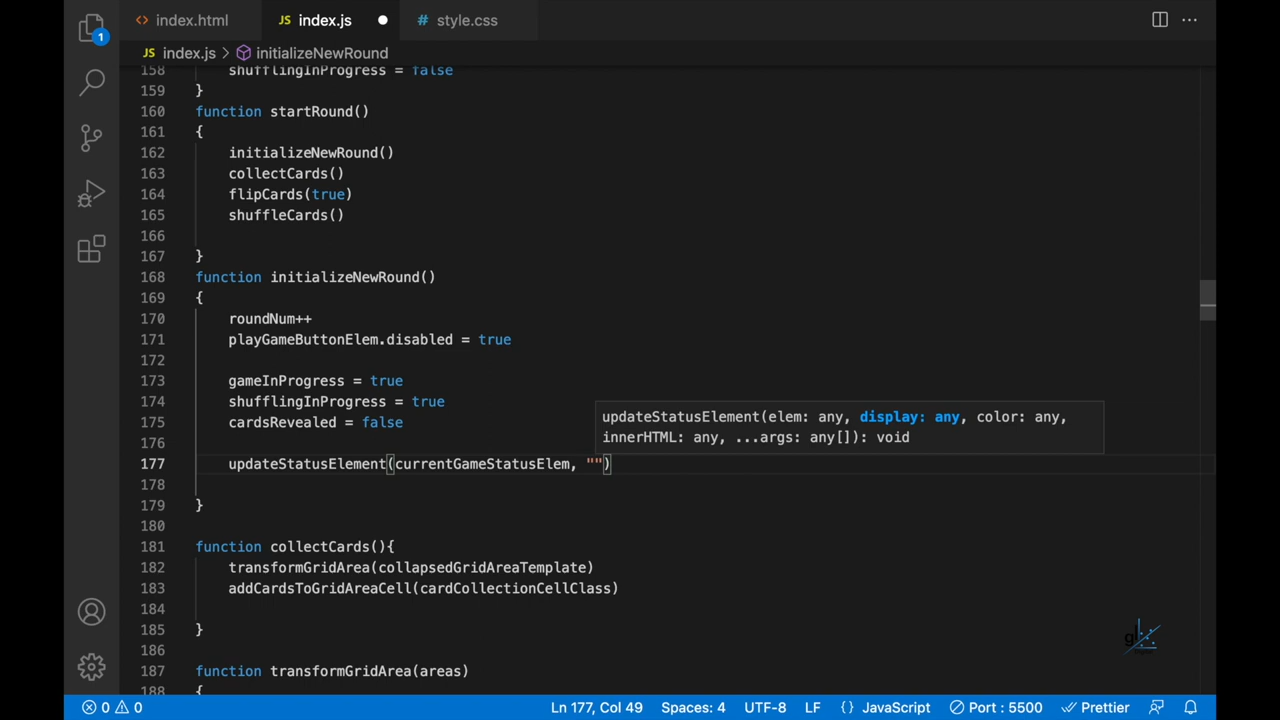 index.html
JS index.js
# style.css
1
JS index.js > initializeNewRound
158 shufflingInProgress = false
159 }
160 function startRound()
161 {
162 initializeNewRound()
163 collectCards()
164 flipCards(true)
165 shuffleCards()
166
167 }
168 function initializeNewRound()
169 {
170 roundNum++
171 playGameButtonElem.disabled = true
172
173 gameInProgress = true
174 shufflingInProgress = true
175 cardsRevealed = false
updateStatusElement(elem: any, display: any, color: any,
innerHTML: any, ...args: any[]): void
176
177 updateStatusElement(currentGameStatusElem, "")
178
179 }
180
181 function collectCards(){
182 transformGridArea(collapsedGridAreaTemplate)
183 addCardsToGridAreaCell(cardCollectionCellClass)
184
185 }
186
187 function transformGridArea(areas)
188 {
0 0 Ln 177, Col 49 Spaces: 4 UTF-8 LF {} JavaScript Port : 5500 Prettier